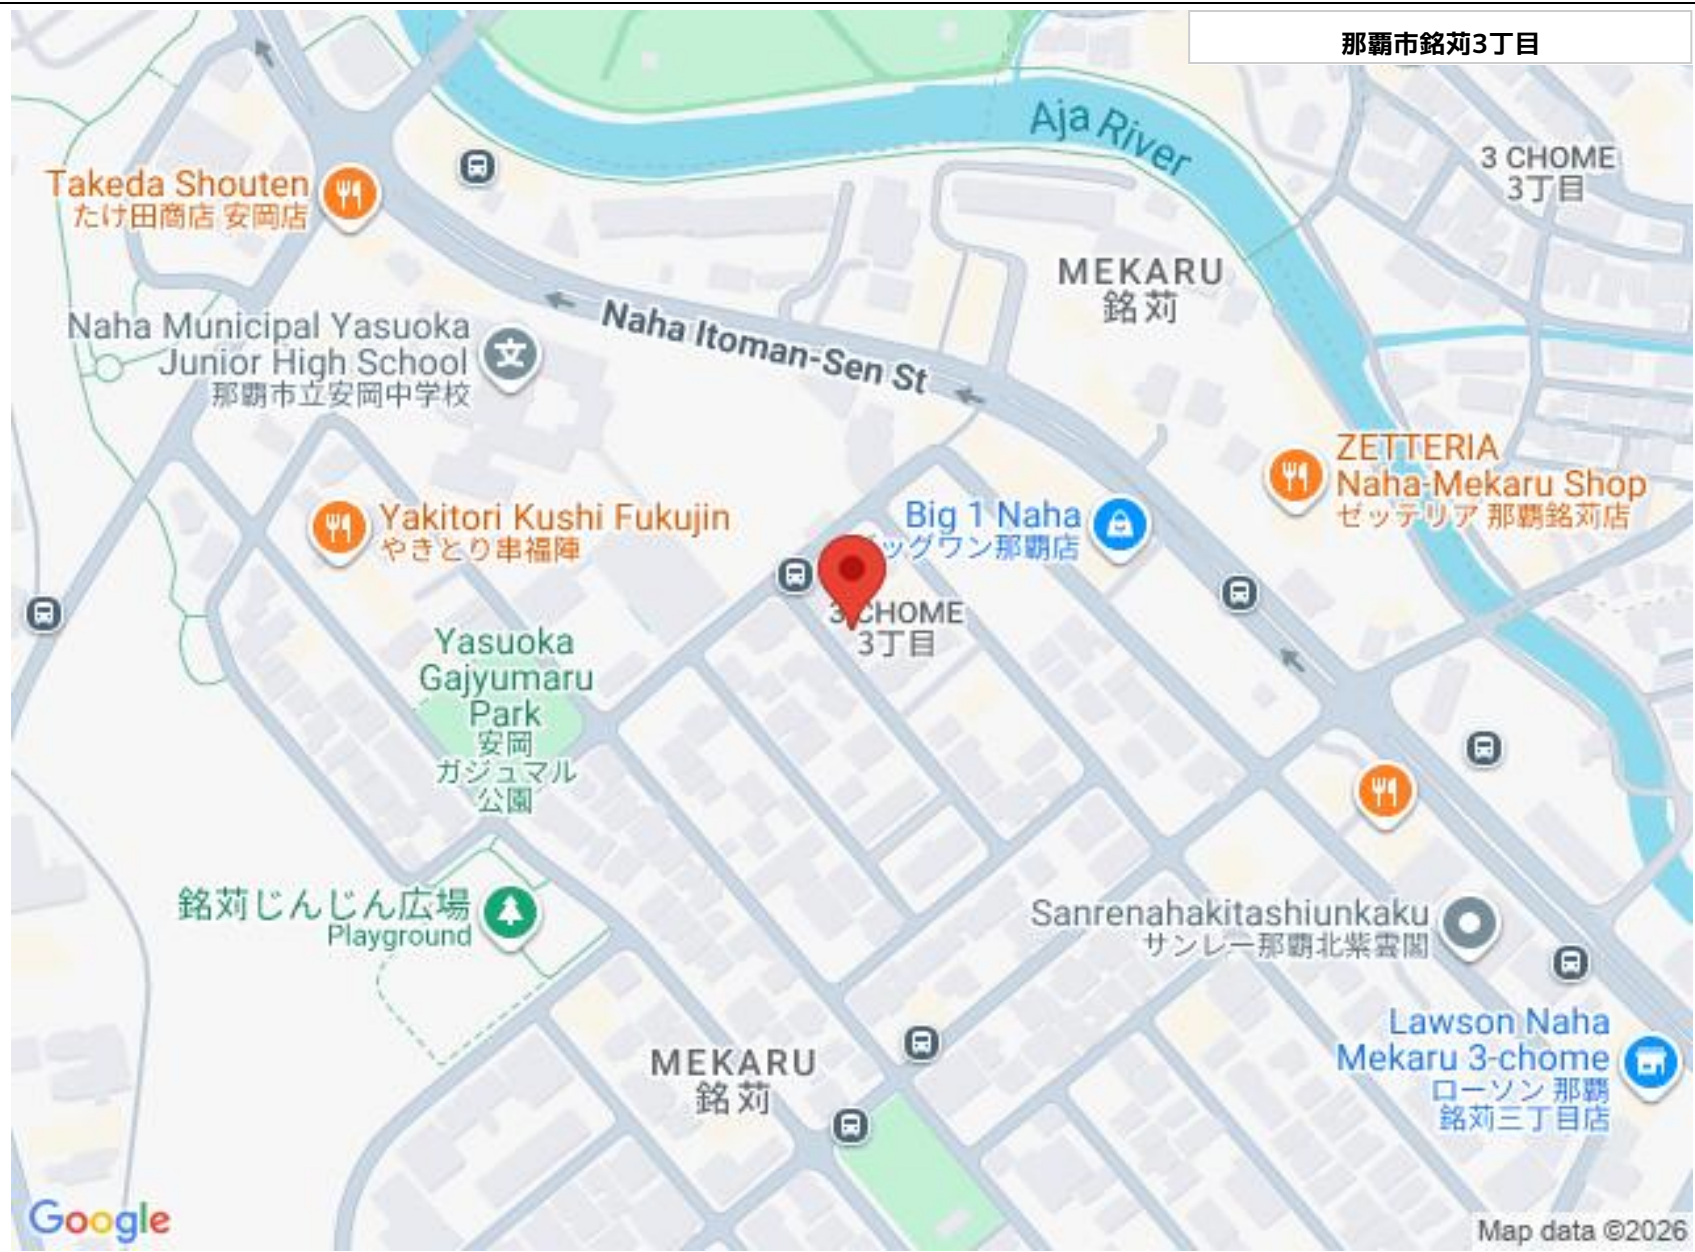 那覇市銘苅3丁目
Aja River
3 CHOME
3丁目
Takeda Shouten
たけ田商店 安岡店
MEKARU
銘苅
Naha Itoman-Sen St
Naha Municipal Yasuoka
Junior High School
那覇市立安岡中学校
ZETTERIA
Naha-Mekaru Shop
ゼッテリア 那覇銘苅店
Yakitori Kushi Fukujin
やきとり串福陣
Big 1 Naha
ッグワン那覇店
3 CHOME
3丁目
Yasuoka
Gajyumaru
Park
安岡
ガジュマル
公園
銘苅じんじん広場
Playground
Sanrenahakitashiunkaku
サンレー那覇北紫雲閣
Lawson Naha
Mekaru 3-chome
ローソン 那覇
銘苅三丁目店
MEKARU
銘苅
Google
Map data ©2026